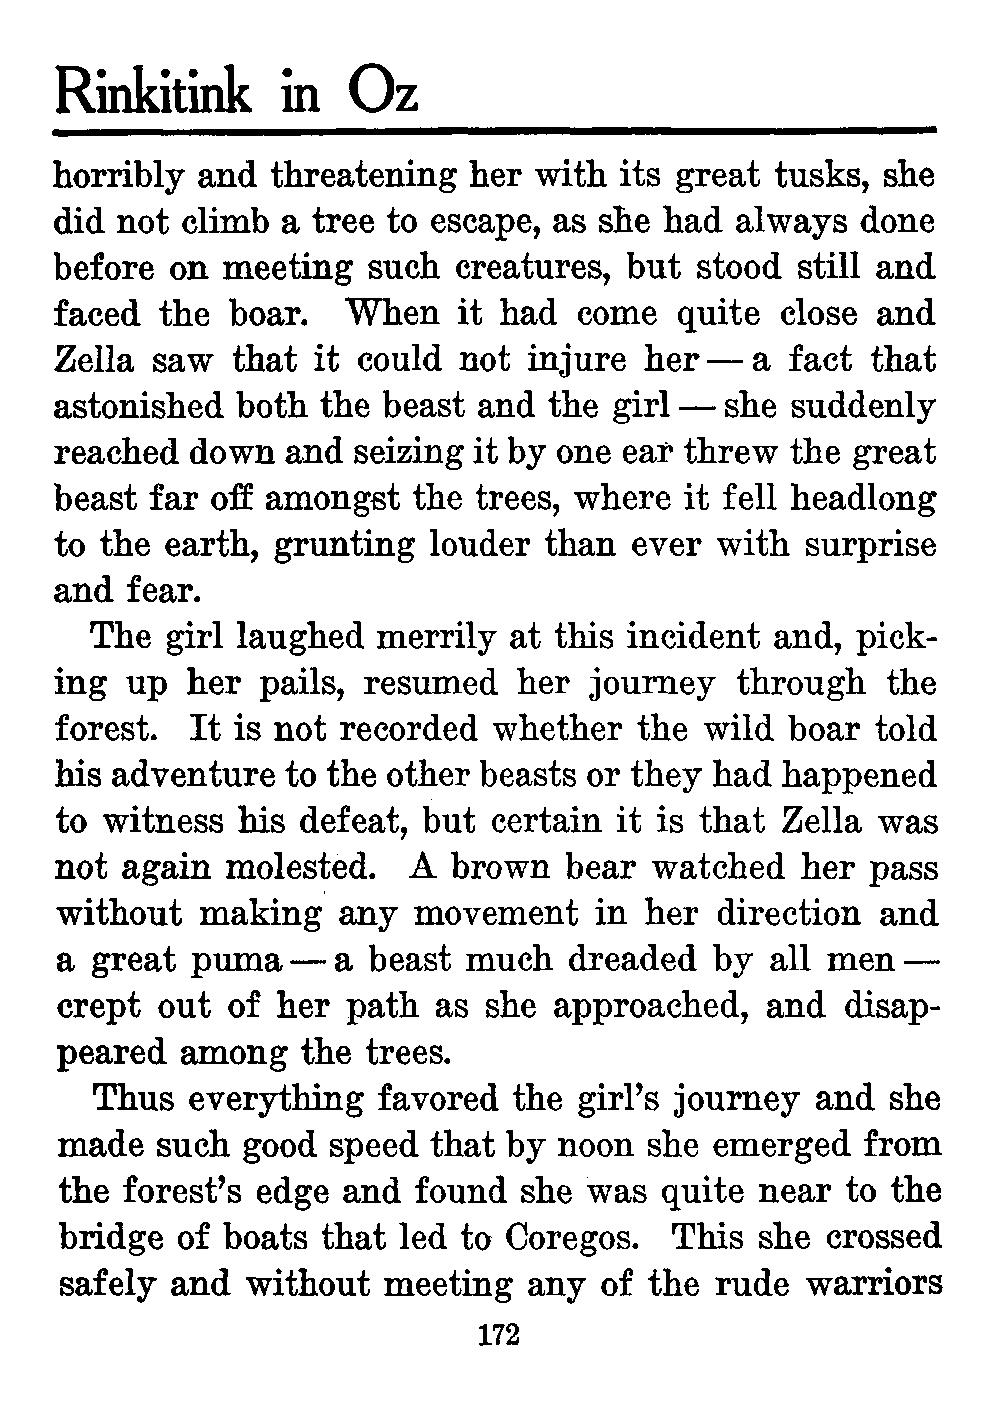 Rinkitink in Oz
horribly and threatening her with its great tusks, she
did not climb a tree to escape, as she had always done
before on meeting such creatures, but stood still and
faced the boar. When it had come quite close and
Zella saw that it could not injure her — a fact that
astonished both the beast and the girl — she suddenly
reached down and seizing it by one ear threw the great
beast far off amongst the trees, where it fell headlong
to the earth, grunting louder than ever with surprise
and fear.
The girl laughed merrily at this incident and, pick-
ing up her pails, resumed her journey through the
forest. It is not recorded whether the wild boar told
his adventure to the other beasts or they had happened
to witness his defeat, but certain it is that Zella was
not again molested. A brown bear watched her pass
without making any movement in her direction and
a great puma — a beast much dreaded by all men —
crept out of her path as she approached, and disap-
peared among the trees.
Thus everything favored the girl's journey and she
made such good speed that by noon she emerged from
the forest's edge and found she was quite near to the
bridge of boats that led to Coregos. This she crossed
safely and without meeting any of the rude warriors
172